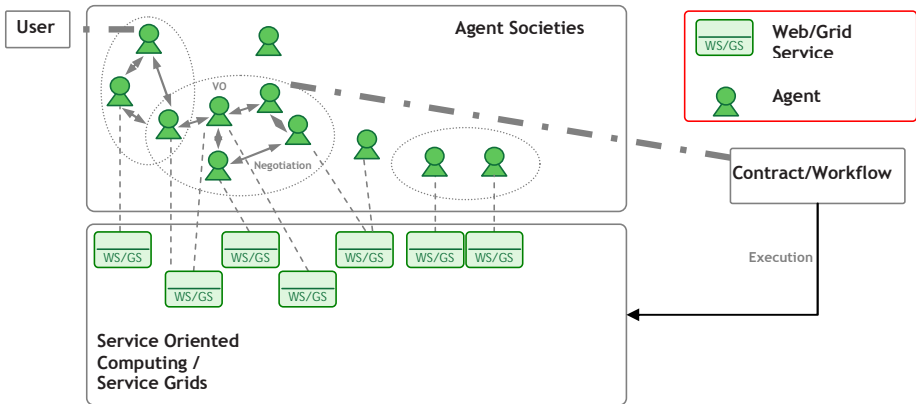 User
Agent Societies
WS/GS
Web/Grid
Service
Agent
VO
Negotiation
Contract/Workflow
WS/GS
WS/GS
WS/GS
WS/GS
WS/GS
WS/GS
WS/GS
Execution
Service Oriented
Computing /
Service Grids